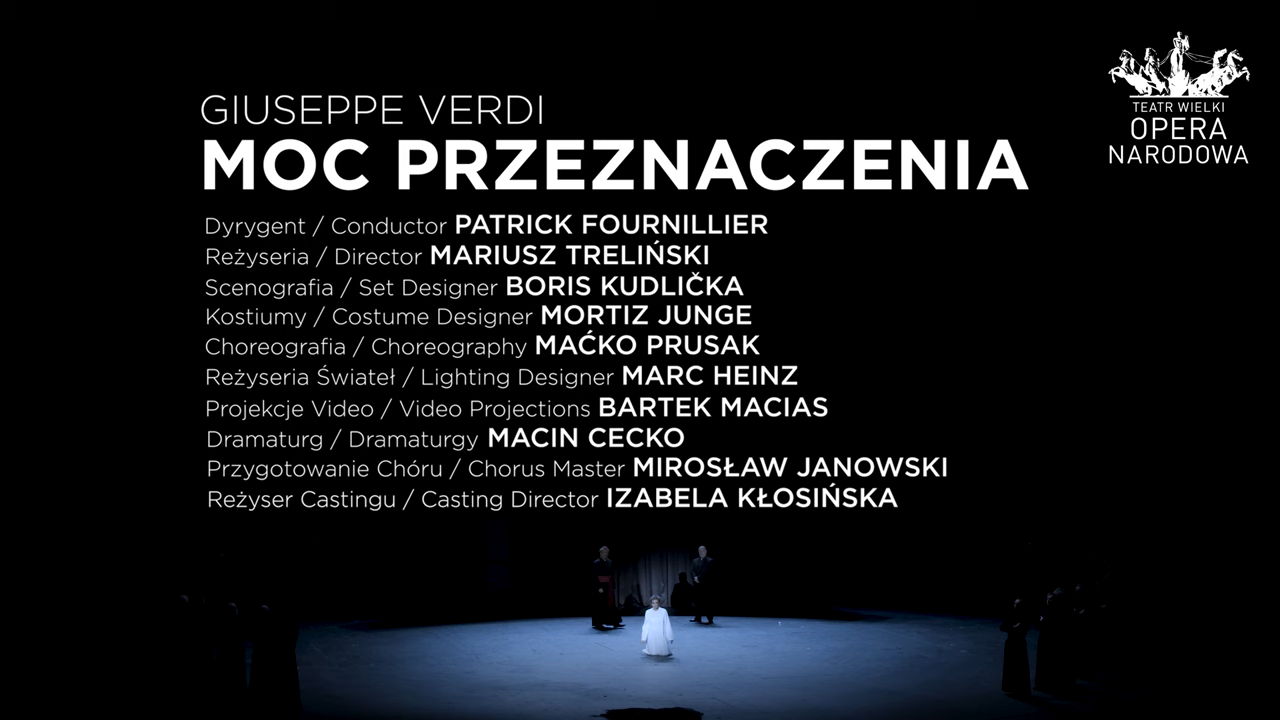 GIUSEPPE VERDI
MOC PRZEZNACZENIA
Dyrygent / Conductor PATRICK FOURNILLIER
Reżyseria / Director MARIUSZ TRELIŃSKI
Scenografia / Set Designer BORIS KUDLIČKA
Kostiumy / Costume Designer MORTIZ JUNGE
Choreografia / Choreography MAĆKO PRUSAK
Reżyseria Świateł / Lighting Designer MARC HEINZ
Projekcje Video / Video Projections BARTEK MACIAS
Dramaturg / Dramaturgy MACIN CECKO
Przygotowanie Chóru / Chorus Master MIROSŁAW JANOWSKI
Reżyser Castingu / Casting Director IZABELA KŁOSIŃSKA
TEATR WIELKI
OPERA
NARODOWA